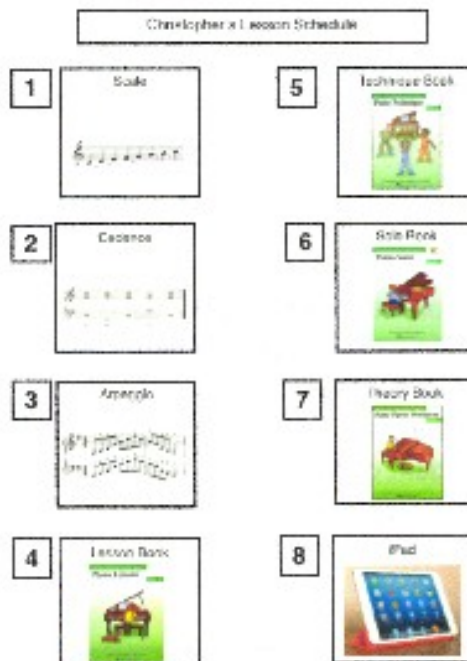 Christopher's Lesson Schedule
1
Scale
2
Cadence
3
Arpeggio
4
Lesson Book
5
Technique Book
6
Solo Book
7
Theory Book
8
iPad